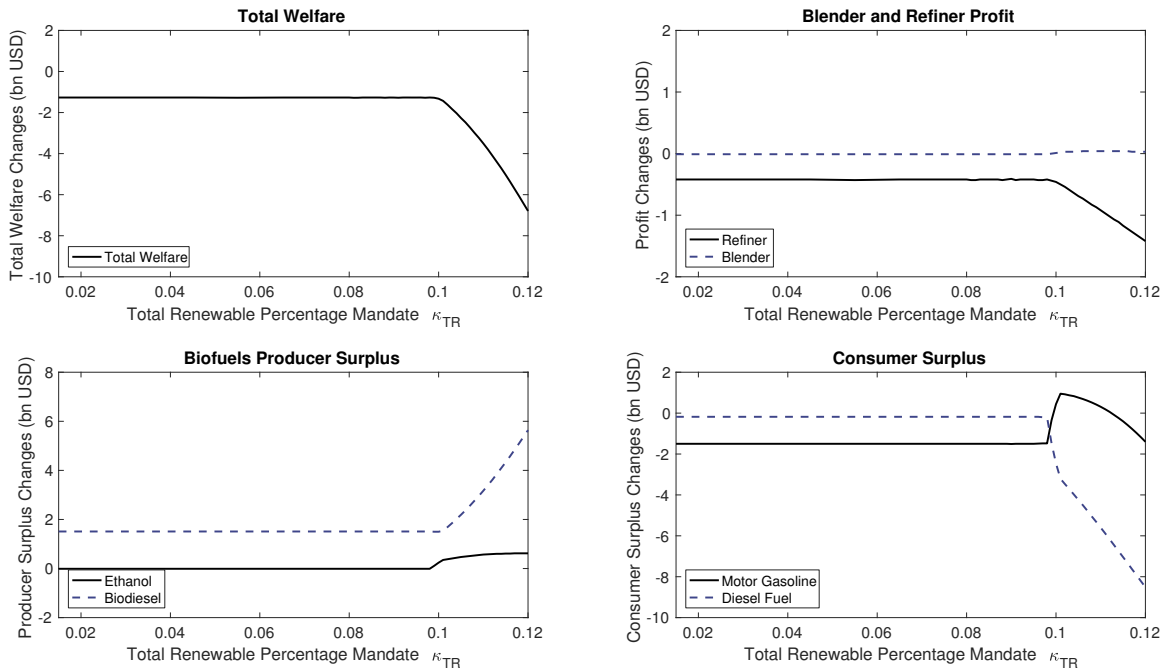 Total Welfare
Total Welfare Changes (bn USD)
2
0
-2
-4
-6
-8
-10
Total Welfare
0.02 0.04 0.06 0.08 0.1 0.12
Total Renewable Percentage Mandate κTR
Blender and Refiner Profit
Profit Changes (bn USD)
2
1
0
-1
-2
Refiner
Blender
0.02 0.04 0.06 0.08 0.1 0.12
Total Renewable Percentage Mandate κTR
Biofuels Producer Surplus
Producer Surplus Changes (bn USD)
8
6
4
2
0
-2
Ethanol
Biodiesel
0.02 0.04 0.06 0.08 0.1 0.12
Total Renewable Percentage Mandate κTR
Consumer Surplus
Consumer Surplus Changes (bn USD)
2
0
-2
-4
-6
-8
-10
Motor Gasoline
Diesel Fuel
0.02 0.04 0.06 0.08 0.1 0.12
Total Renewable Percentage Mandate κTR